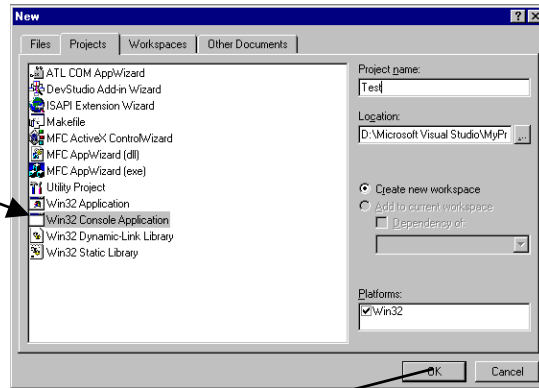 New
Files Projects Workspaces Other Documents
ATL COM AppWizard
DevStudio Add-in Wizard
ISAPI Extension Wizard
Makefile
MFC ActiveX ControlWizard
MFC AppWizard (dll)
MFC AppWizard (exe)
Utility Project
Win32 Application
Win32 Console Application
Win32 Dynamic-Link Library
Win32 Static Library
Project name:
Test
Location:
D:\Microsoft Visual Studio\MyPr ...
Create new workspace
Add to current workspace
Dependency of:
Platforms:
Win32
OK Cancel